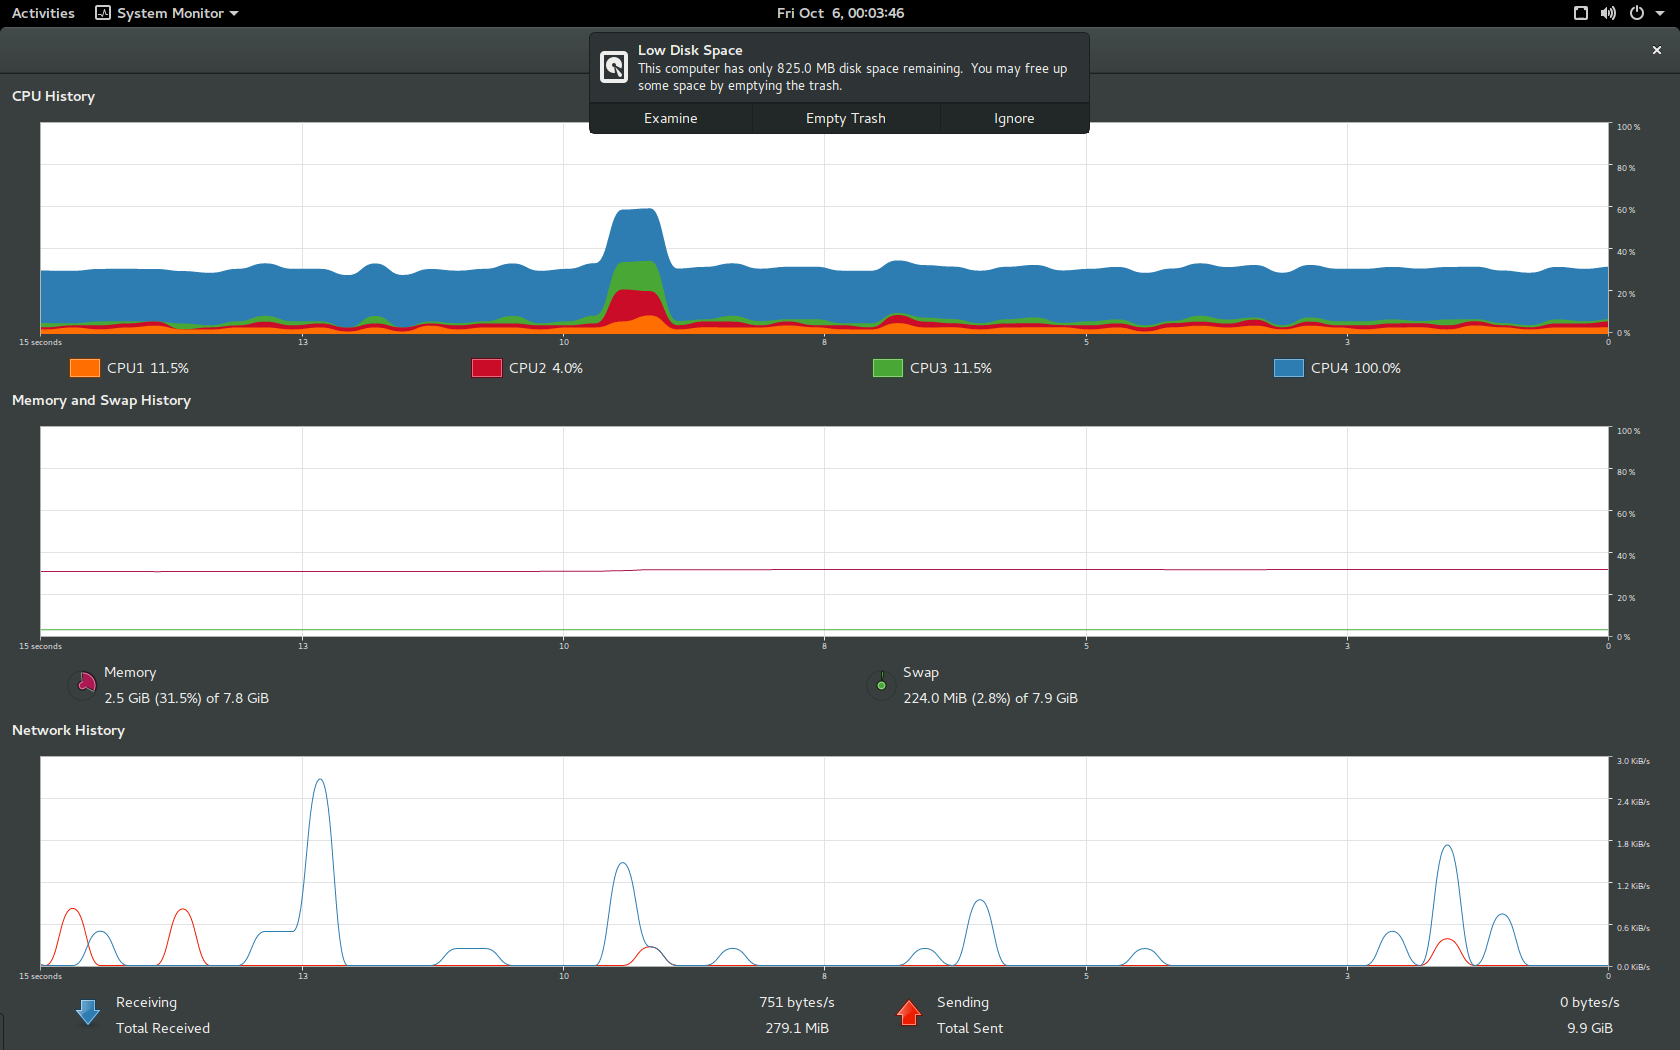 Activities System Monitor Fri Oct 6, 00:03:46
Low Disk Space
This computer has only 825.0 MB disk space remaining. You may free up
some space by emptying the trash.
Examine Empty Trash Ignore
CPU History
100 %
80 %
60 %
40 %
20 %
0 %
15 seconds 13 10 8 5 3 0
CPU1 11.5% CPU2 4.0% CPU3 11.5% CPU4 100.0%
Memory and Swap History
100 %
80 %
60 %
40 %
20 %
0 %
15 seconds 13 10 8 5 3 0
Memory
2.5 GiB (31.5%) of 7.8 GiB
Swap
224.0 MiB (2.8%) of 7.9 GiB
Network History
3.0 KiB/s
2.4 KiB/s
1.8 KiB/s
1.2 KiB/s
0.6 KiB/s
0.0 KiB/s
15 seconds 13 10 8 5 3 0
Receiving 751 bytes/s
Total Received 279.1 MiB
Sending 0 bytes/s
Total Sent 9.9 GiB